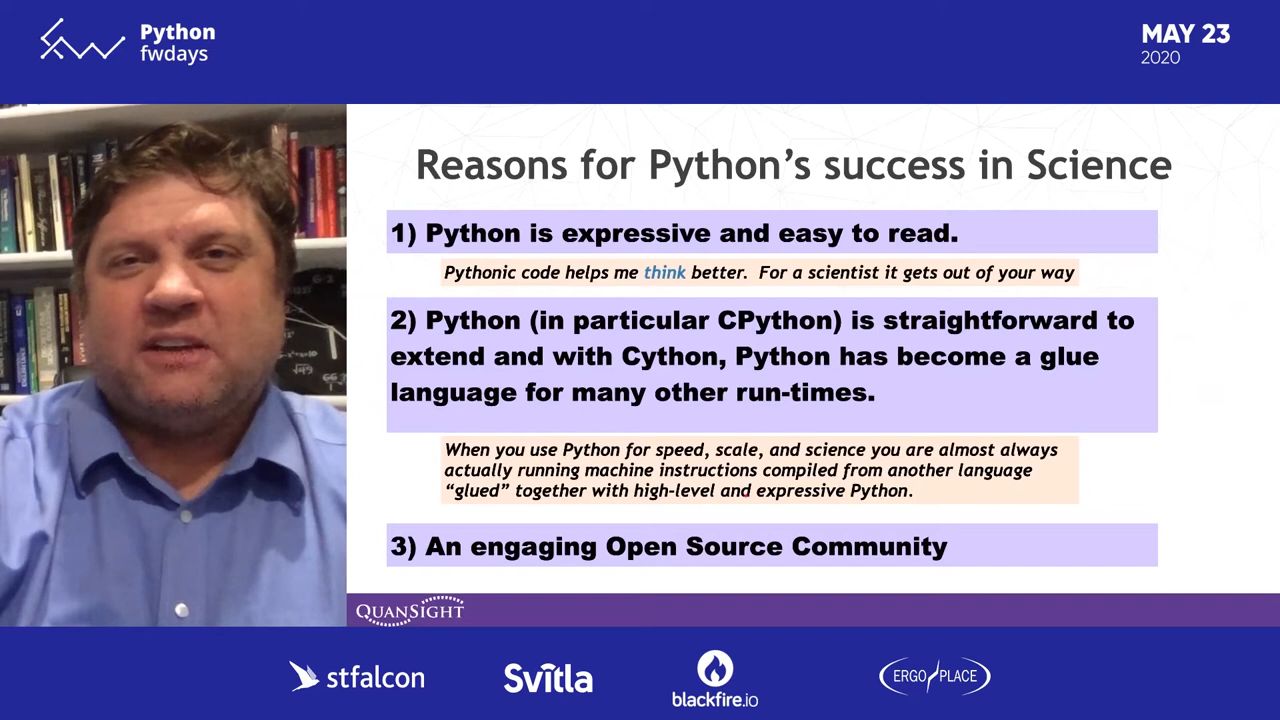 Python
fwdays
MAY 23
2020
Reasons for Python’s success in Science
1) Python is expressive and easy to read.
Pythonic code helps me think better. For a scientist it gets out of your way
2) Python (in particular CPython) is straightforward to
extend and with Cython, Python has become a glue
language for many other run-times.
When you use Python for speed, scale, and science you are almost always
actually running machine instructions compiled from another language
“glued” together with high-level and expressive Python.
3) An engaging Open Source Community
QUANSIGHT
stfalcon
Svitla
blackfire.io
ERGO PLACE